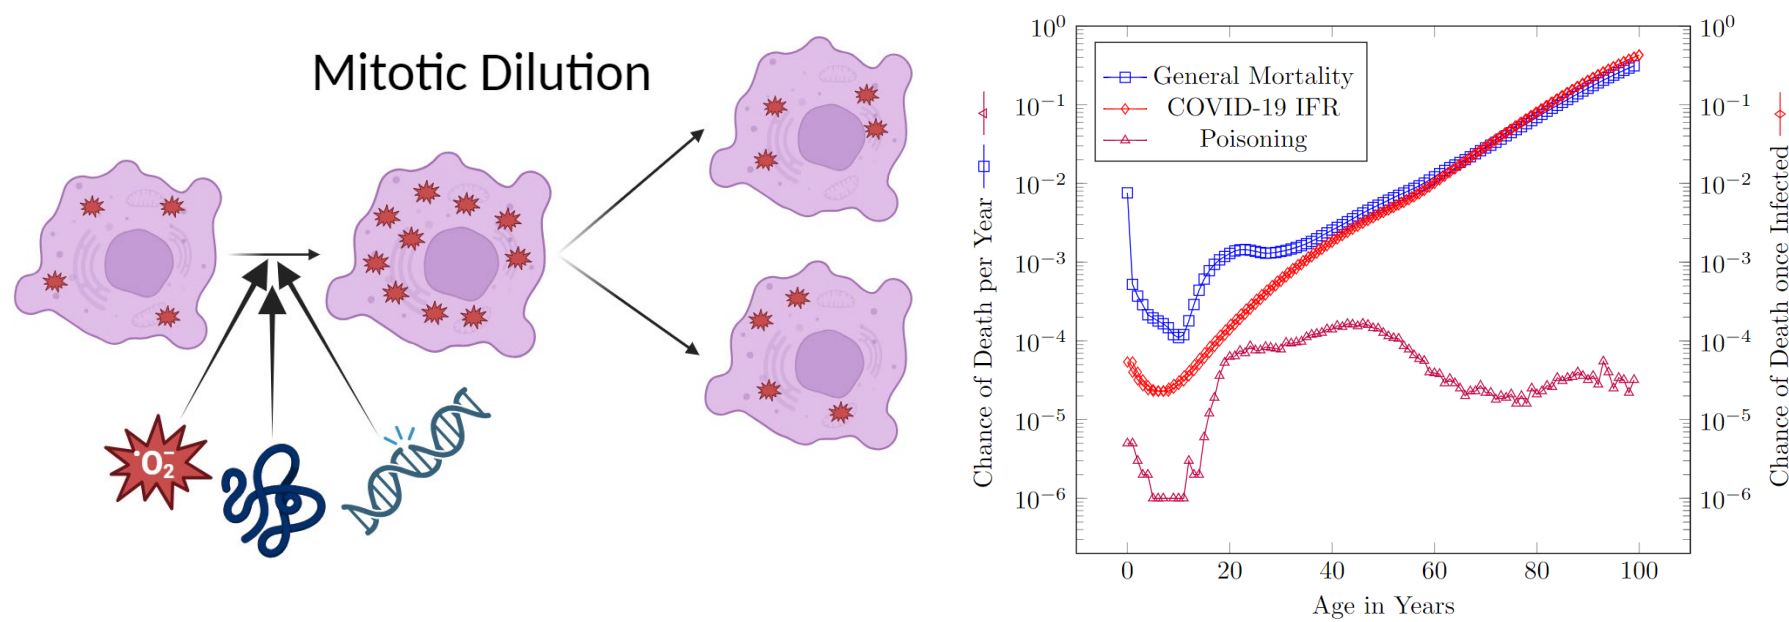 Mitotic Dilution
·O₂⁻
General Mortality
COVID-19 IFR
Poisoning
Chance of Death per Year
10⁰
10⁻¹
10⁻²
10⁻³
10⁻⁴
10⁻⁵
10⁻⁶
0 20 40 60 80 100
Age in Years
10⁰
10⁻¹
10⁻²
10⁻³
10⁻⁴
10⁻⁵
10⁻⁶
Chance of Death once Infected